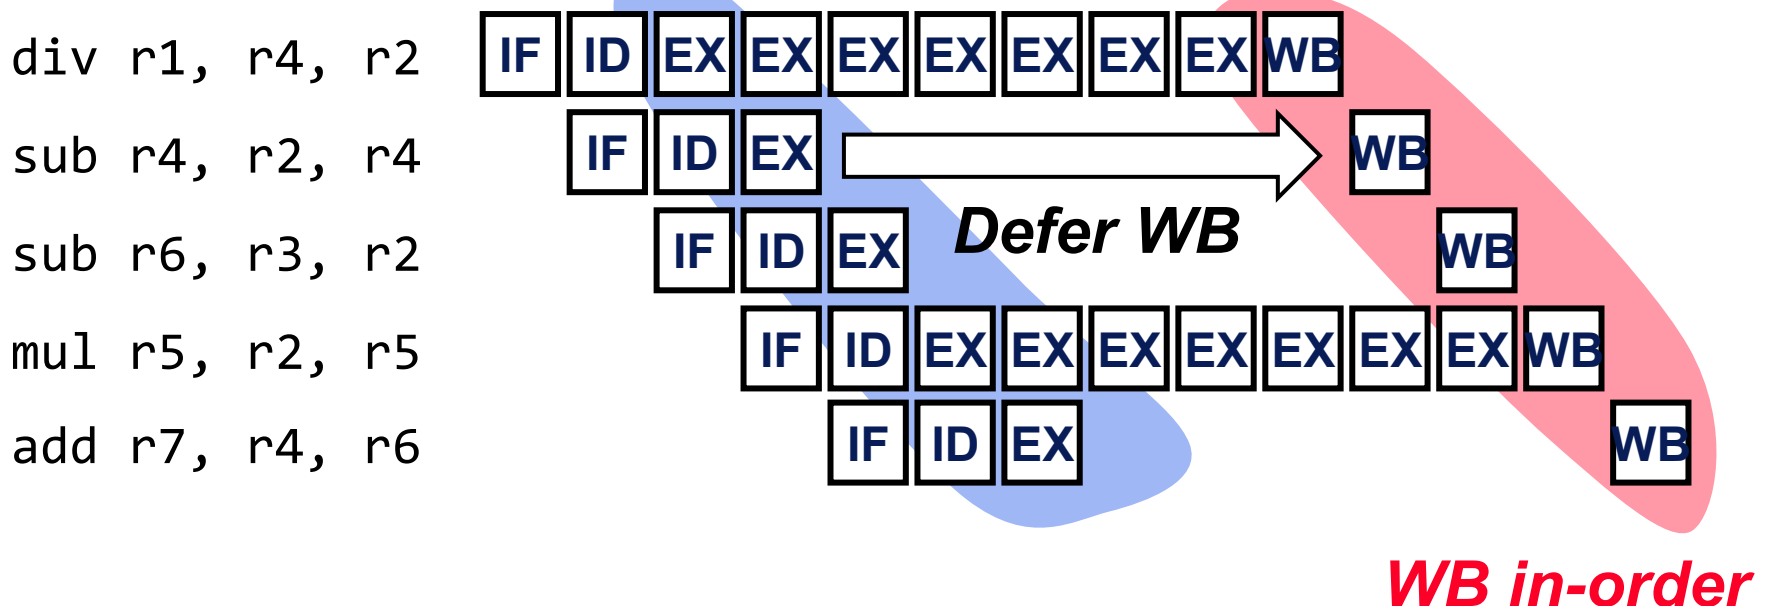 div r1, r4, r2 IF ID EX EX EX EX EX EX EX WB
sub r4, r2, r4 IF ID EX WB
Defer WB
sub r6, r3, r2 IF ID EX WB
mul r5, r2, r5 IF ID EX EX EX EX EX EX EX WB
add r7, r4, r6 IF ID EX WB
WB in-order